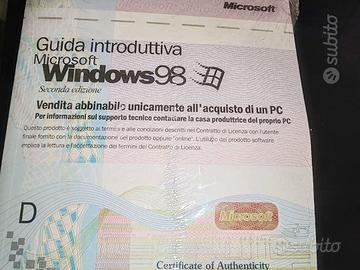 Microsoft
Guida introduttiva
Microsoft
Windows98
Seconda edizione
Vendita abbinabile unicamente all'acquisto di un PC
Per informazioni sul supporto tecnico contattare la casa produttrice del proprio PC
Questo prodotto è soggetto ai termini e alle condizioni descritti nel Contratto di Licenza con l'utente
finale fornito con la documentazione del prodotto oppure "online". L'utilizzo del prodotto software
implica la lettura e l'accettazione dei termini del Contratto di Licenza.
D
Microsoft
Certificate of Authenticity
subito
subito